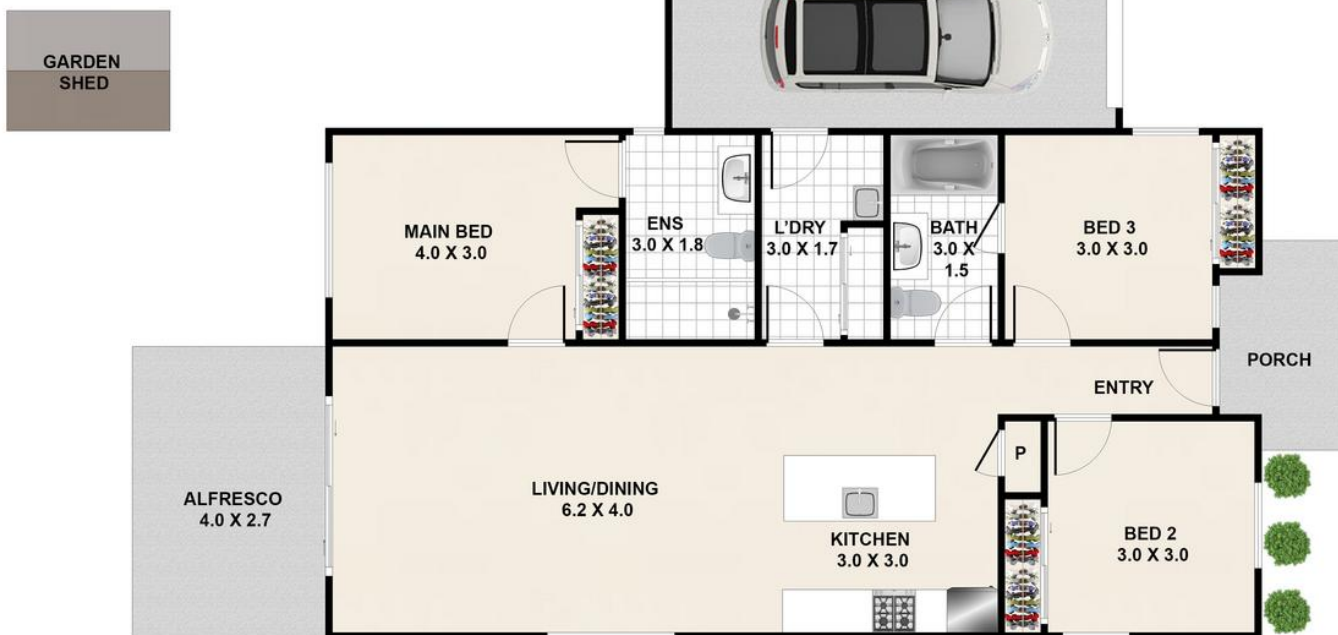 GARDEN
SHED
MAIN BED
4.0 X 3.0
ENS
3.0 X 1.8
L'DRY
3.0 X 1.7
BATH
3.0 X
1.5
BED 3
3.0 X 3.0
PORCH
ENTRY
P
ALFRESCO
4.0 X 2.7
LIVING/DINING
6.2 X 4.0
KITCHEN
3.0 X 3.0
BED 2
3.0 X 3.0